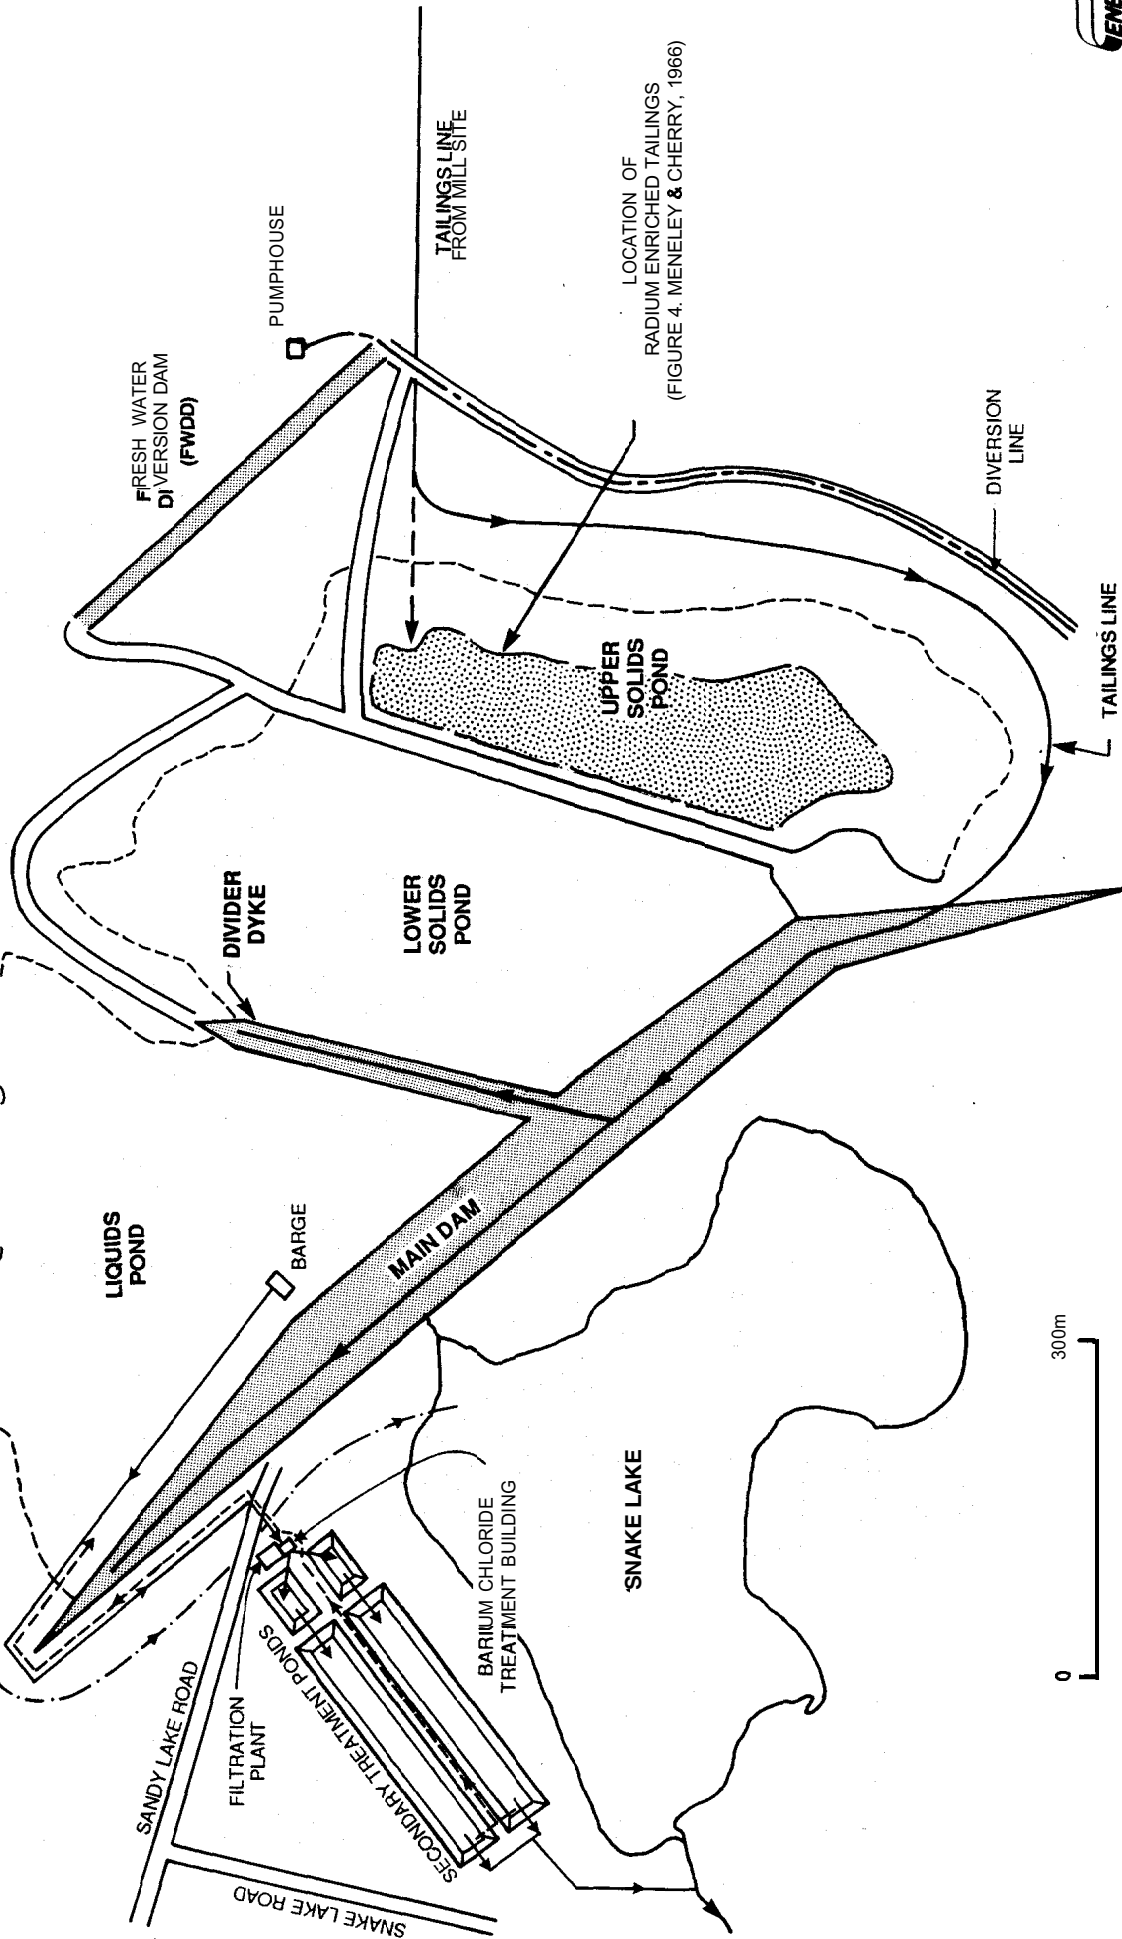 SANDY LAKE ROAD
SNAKE LAKE ROAD
FILTRATION
PLANT
SECONDARY TREATMENT PONDS
BARIUM CHLORIDE
TREATMENT BUILDING
SNAKE LAKE
LIQUIDS
POND
BARGE
MAIN DAM
DIVIDER
DYKE
LOWER
SOLIDS
POND
UPPER
SOLIDS
POND
FRESH WATER
DIVERSION DAM
(FWDD)
PUMPHOUSE
TAILINGS LINE
FROM MILL SITE
LOCATION OF
RADIUM ENRICHED TAILINGS
(FIGURE 4. MENELEY & CHERRY, 1966)
DIVERSION
LINE
TAILINGS LINE
0
300m